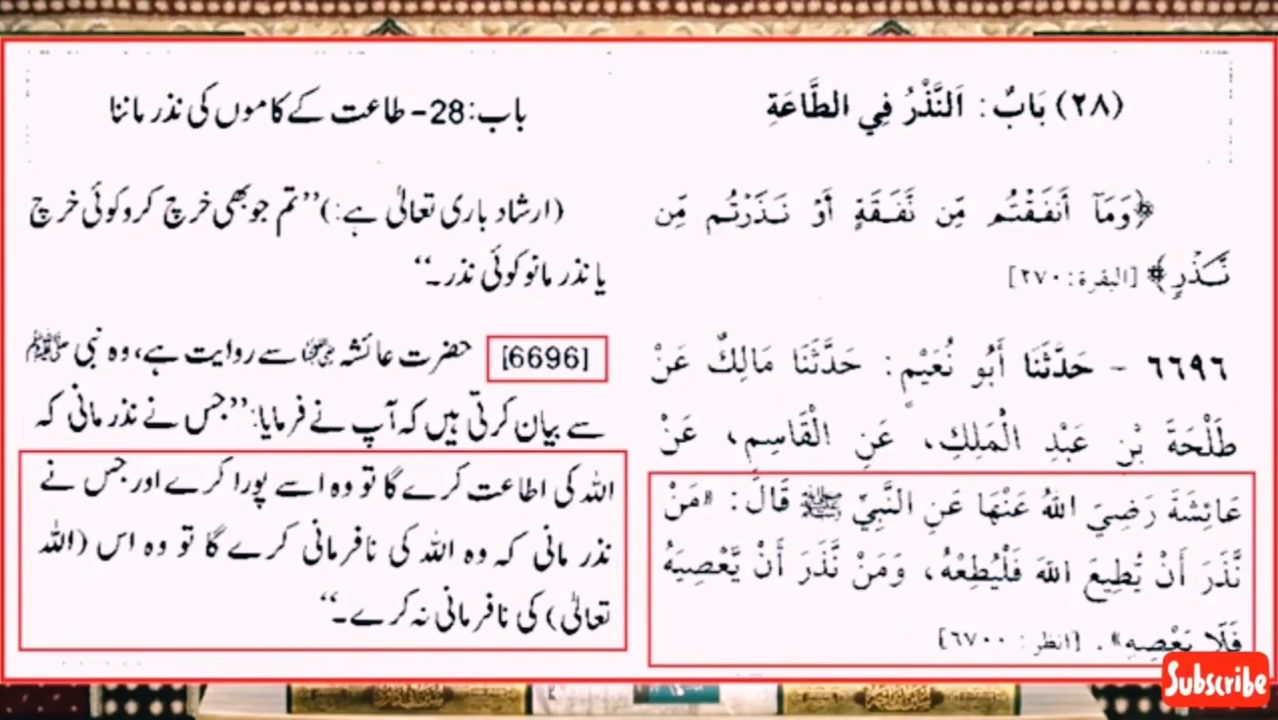 (٢٨) بَابٌ: اَلنَّذْرُ فِي الطَّاعَةِ
﴿وَمَآ أَنفَقْتُم مِّن نَّفَقَةٍ أَوْ نَذَرْتُم مِّن
نَّذْرٍ﴾ [البقرة: ٢٧٠]
٦٦٩٦ - حَدَّثَنَا أَبُو نُعَيْمٍ: حَدَّثَنَا مَالِكٌ عَنْ
طَلْحَةَ بْنِ عَبْدِ الْمَلِكِ، عَنِ الْقَاسِمِ، عَنْ
عَائِشَةَ رَضِيَ اللهُ عَنْهَا عَنِ النَّبِيِّ ﷺ قَالَ: «مَنْ
نَّذَرَ أَنْ يُّطِيعَ اللهَ فَلْيُطِعْهُ، وَمَنْ نَّذَرَ أَنْ يَّعْصِيَهُ
فَلَا يَعْصِهِ». [انظر: ٦٧٠٠]
باب:28- طاعت کے کاموں کی نذر ماننا
(ارشاد باری تعالیٰ ہے:) ’’تم جو بھی خرچ کرو کوئی خرچ
یا نذر مانو کوئی نذر۔‘‘
[6696] حضرت عائشہ ؓ سے روایت ہے، وہ نبی ﷺ
سے بیان کرتی ہیں کہ آپ نے فرمایا: ’’جس نے نذر مانی کہ
اللہ کی اطاعت کرے گا تو وہ اسے پورا کرے اور جس نے
نذر مانی کہ وہ اللہ کی نافرمانی کرے گا تو وہ اس (اللہ
تعالیٰ) کی نافرمانی نہ کرے۔‘‘
Subscribe